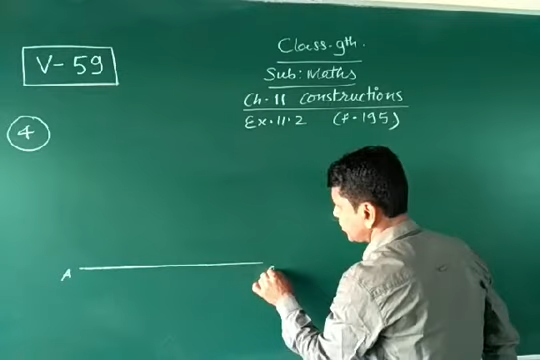 V-59
Class-9th.
Sub: Maths
Ch-11 constructions
Ex.11.2 (P.195)
4
A